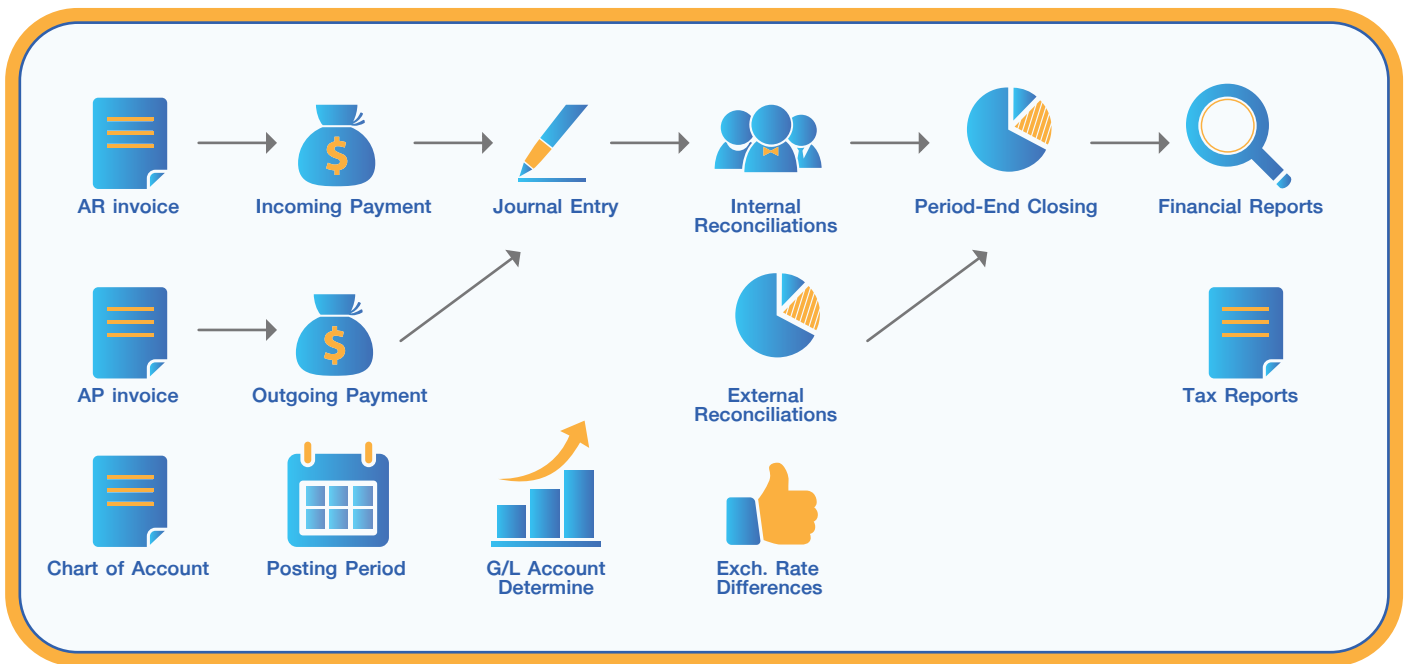 AR invoice
Incoming Payment
Journal Entry
Internal
Reconciliations
Period-End Closing
Financial Reports
AP invoice
Outgoing Payment
External
Reconciliations
Tax Reports
Chart of Account
Posting Period
G/L Account
Determine
Exch. Rate
Differences
$
$